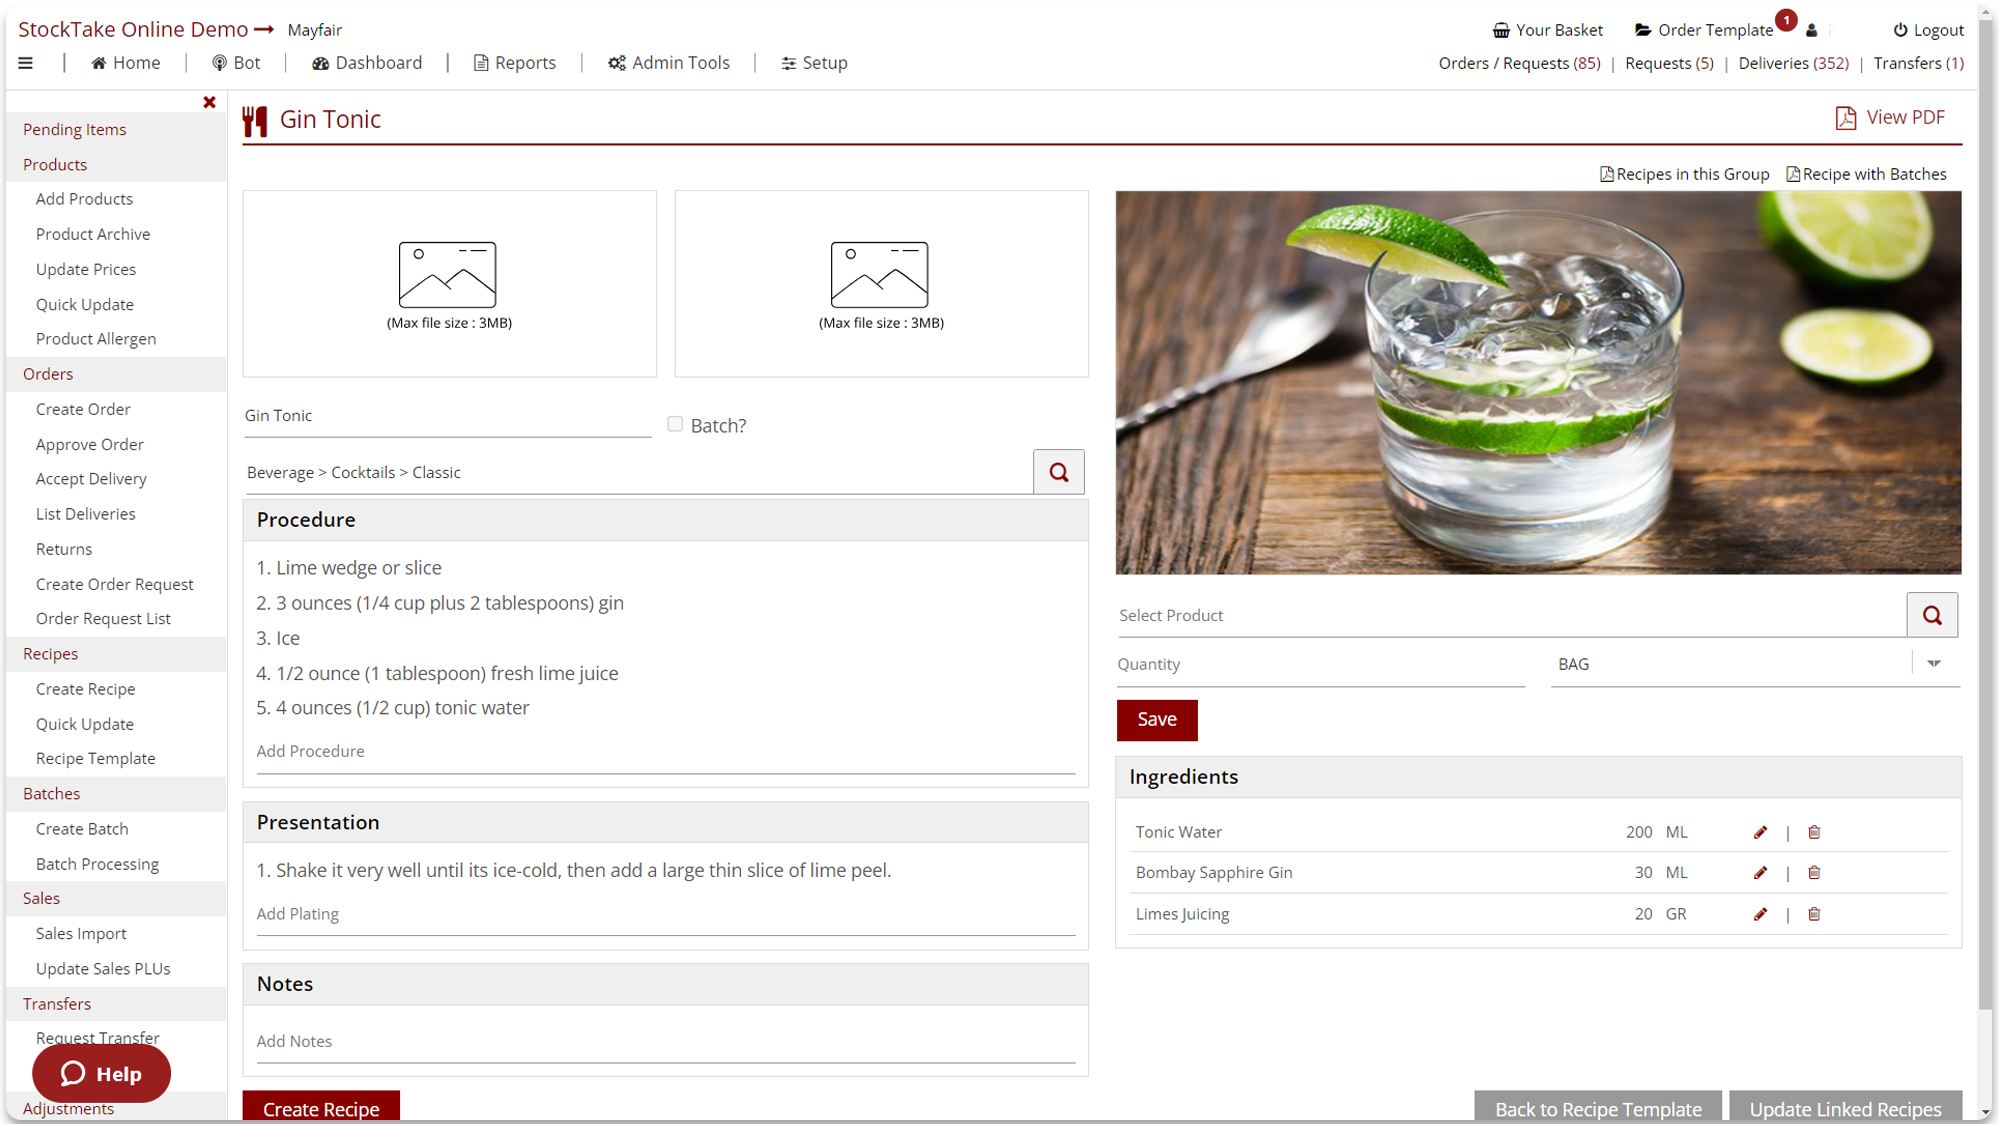 StockTake Online Demo Mayfair
Your Basket Order Template 1 Logout
Home | Bot | Dashboard | Reports | Admin Tools | Setup
Orders / Requests (85) | Requests (5) | Deliveries (352) | Transfers (1)
Pending Items
Products
Add Products
Product Archive
Update Prices
Quick Update
Product Allergen
Orders
Create Order
Approve Order
Accept Delivery
List Deliveries
Returns
Create Order Request
Order Request List
Recipes
Create Recipe
Quick Update
Recipe Template
Batches
Create Batch
Batch Processing
Sales
Sales Import
Update Sales PLUs
Transfers
Request Transfer
Help
Adjustments
Gin Tonic
View PDF
Recipes in this Group Recipe with Batches
(Max file size : 3MB) (Max file size : 3MB)
Gin Tonic
Batch?
Beverage > Cocktails > Classic
Procedure
1. Lime wedge or slice
2. 3 ounces (1/4 cup plus 2 tablespoons) gin
3. Ice
4. 1/2 ounce (1 tablespoon) fresh lime juice
5. 4 ounces (1/2 cup) tonic water
Add Procedure
Presentation
1. Shake it very well until its ice-cold, then add a large thin slice of lime peel.
Add Plating
Notes
Add Notes
Create Recipe
Select Product
Quantity BAG
Save
Ingredients
Tonic Water 200 ML |
Bombay Sapphire Gin 30 ML |
Limes Juicing 20 GR |
Back to Recipe Template Update Linked Recipes